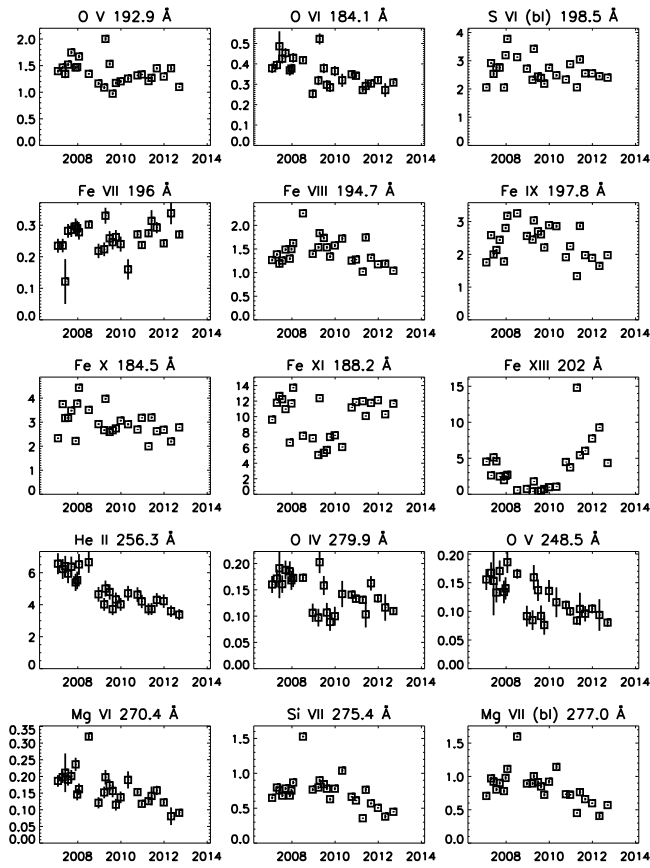 O V 192.9 Å
O VI 184.1 Å
S VI (bl) 198.5 Å
2.0
1.5
1.0
0.5
0.0
0.5
0.4
0.3
0.2
0.1
0.0
4
3
2
1
0
2008 2010 2012 2014
2008 2010 2012 2014
2008 2010 2012 2014
Fe VII 196 Å
Fe VIII 194.7 Å
Fe IX 197.8 Å
0.3
0.2
0.1
0.0
2.5
2.0
1.5
1.0
0.5
0.0
3
2
1
0
2008 2010 2012 2014
2008 2010 2012 2014
2008 2010 2012 2014
Fe X 184.5 Å
Fe XI 188.2 Å
Fe XIII 202 Å
4
3
2
1
0
14
12
10
8
6
4
2
0
15
10
5
0
2008 2010 2012 2014
2008 2010 2012 2014
2008 2010 2012 2014
He II 256.3 Å
O IV 279.9 Å
O V 248.5 Å
6
4
2
0
0.20
0.15
0.10
0.05
0.00
0.20
0.15
0.10
0.05
0.00
2008 2010 2012 2014
2008 2010 2012 2014
2008 2010 2012 2014
Mg VI 270.4 Å
Si VII 275.4 Å
Mg VII (bl) 277.0 Å
0.35
0.30
0.25
0.20
0.15
0.10
0.05
0.00
1.5
1.0
0.5
0.0
1.5
1.0
0.5
0.0
2008 2010 2012 2014
2008 2010 2012 2014
2008 2010 2012 2014